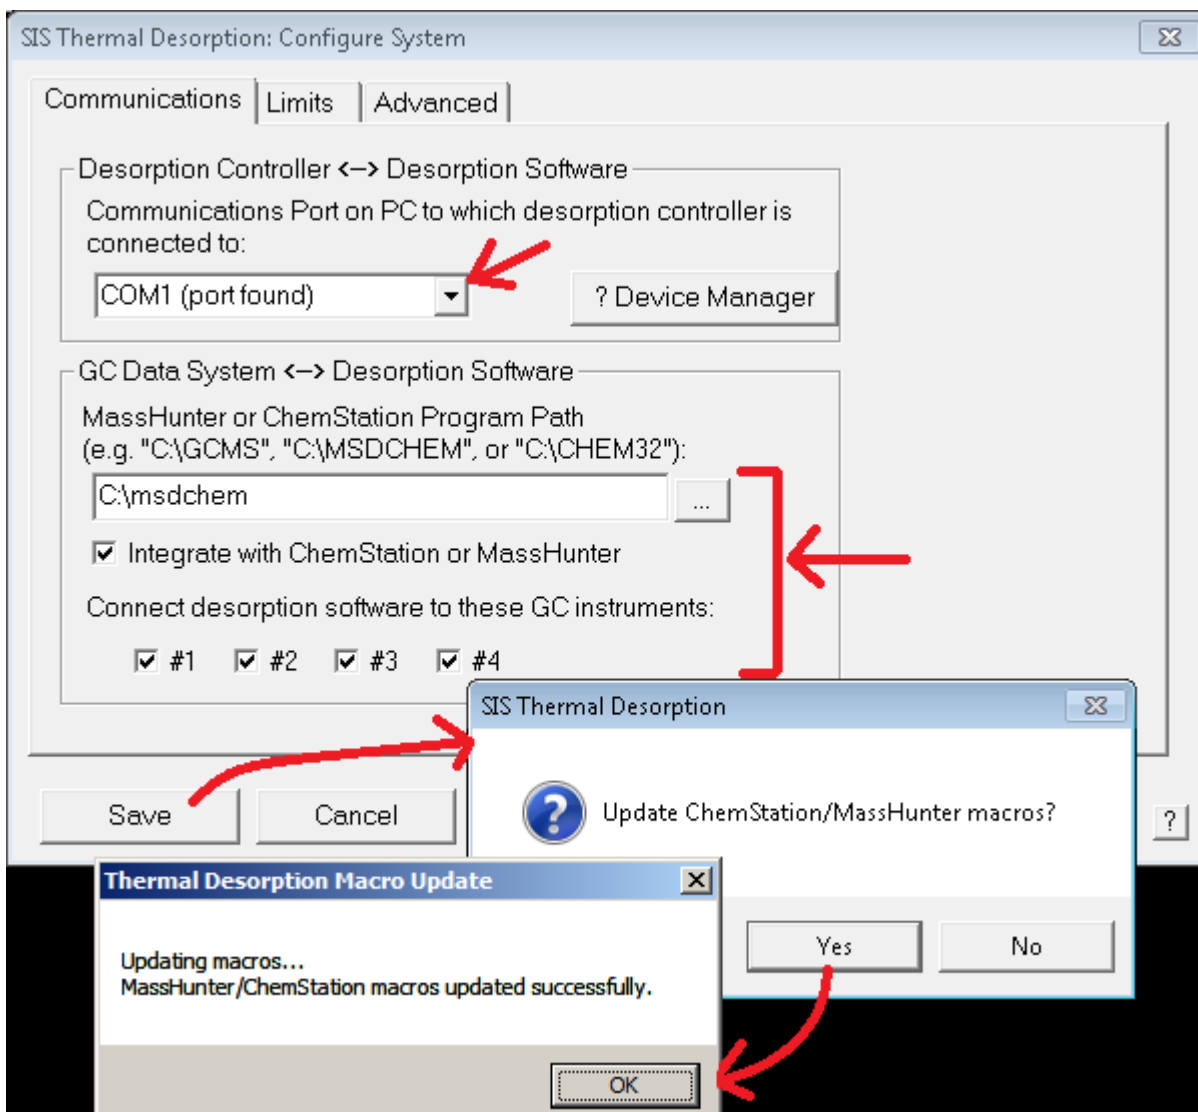 SIS Thermal Desorption: Configure System
Communications
Limits
Advanced
Desorption Controller <--> Desorption Software
Communications Port on PC to which desorption controller is
connected to:
COM1 (port found)
? Device Manager
GC Data System <--> Desorption Software
MassHunter or ChemStation Program Path
(e.g. "C:\GCMS", "C:\MSDCHEM", or "C:\CHEM32"):
C:\msdchem
...
Integrate with ChemStation or MassHunter
Connect desorption software to these GC instruments:
#1 #2 #3 #4
Save
Cancel
?
SIS Thermal Desorption
Update ChemStation/MassHunter macros?
Yes
No
Thermal Desorption Macro Update
Updating macros...
MassHunter/ChemStation macros updated successfully.
OK